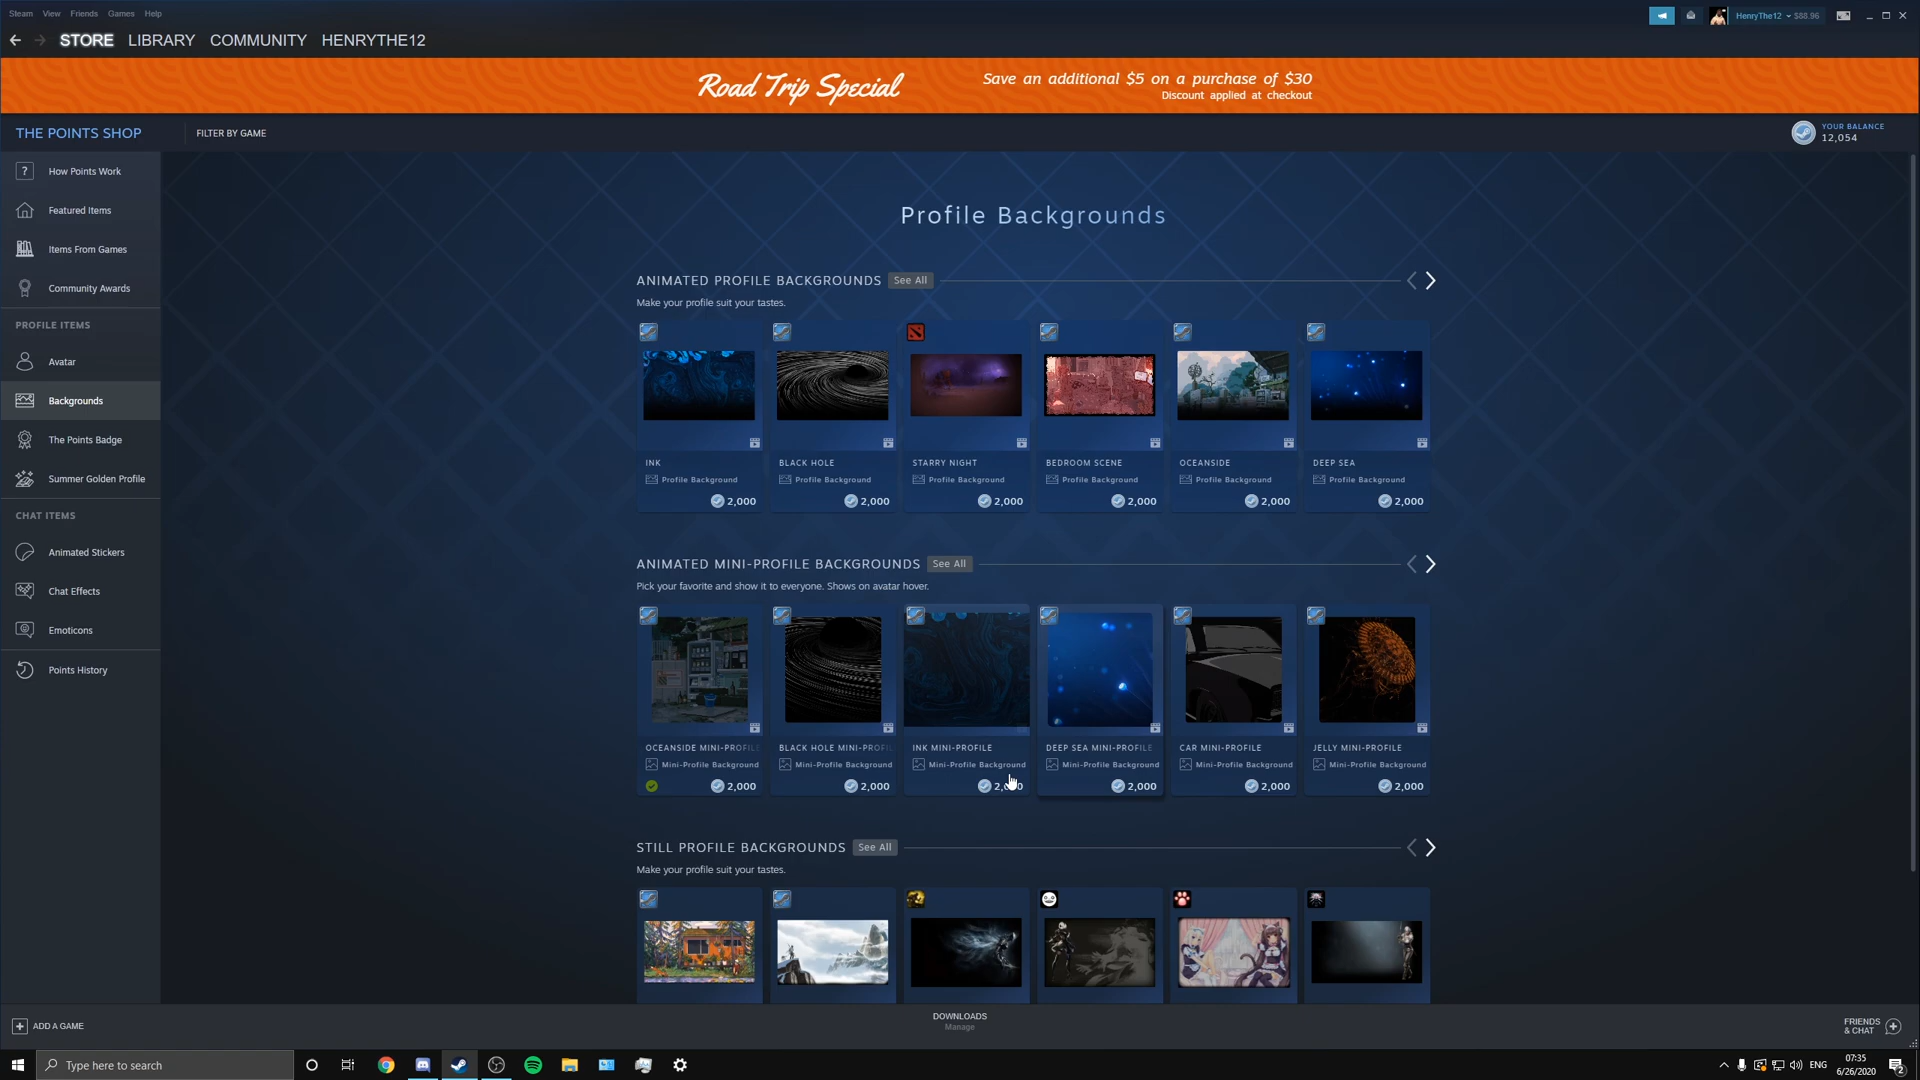 Steam View Friends Games Help
HenryThe12 $88.96
STORE LIBRARY COMMUNITY HENRYTHE12
Road Trip Special
Save an additional $5 on a purchase of $30
Discount applied at checkout
THE POINTS SHOP
FILTER BY GAME
YOUR BALANCE
12,054
? How Points Work
Featured Items
Items From Games
Community Awards
PROFILE ITEMS
Avatar
Backgrounds
The Points Badge
Summer Golden Profile
CHAT ITEMS
Animated Stickers
Chat Effects
Emoticons
Points History
Profile Backgrounds
ANIMATED PROFILE BACKGROUNDS See All
Make your profile suit your tastes.
INK BLACK HOLE STARRY NIGHT BEDROOM SCENE OCEANSIDE DEEP SEA
Profile Background Profile Background Profile Background Profile Background Profile Background Profile Background
2,000 2,000 2,000 2,000 2,000 2,000
ANIMATED MINI-PROFILE BACKGROUNDS See All
Pick your favorite and show it to everyone. Shows on avatar hover.
OCEANSIDE MINI-PROFILE BLACK HOLE MINI-PROFIL INK MINI-PROFILE DEEP SEA MINI-PROFILE CAR MINI-PROFILE JELLY MINI-PROFILE
Mini-Profile Background Mini-Profile Background Mini-Profile Background Mini-Profile Background Mini-Profile Background Mini-Profile Background
2,000 2,000 2,000 2,000 2,000 2,000
STILL PROFILE BACKGROUNDS See All
Make your profile suit your tastes.
ADD A GAME
DOWNLOADS
Manage
FRIENDS
& CHAT
Type here to search
ENG
07:35
6/26/2020
2